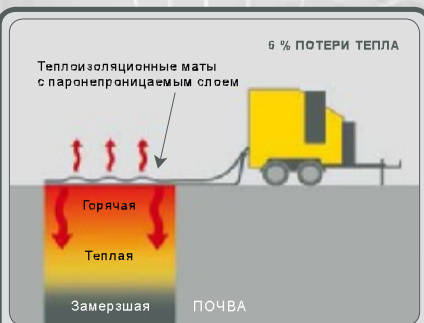 6 % ПОТЕРИ ТЕПЛА
Теплоизоляционные маты
с паронепроницаемым слоем
Горячая
Теплая
Замерзшая ПОЧВА